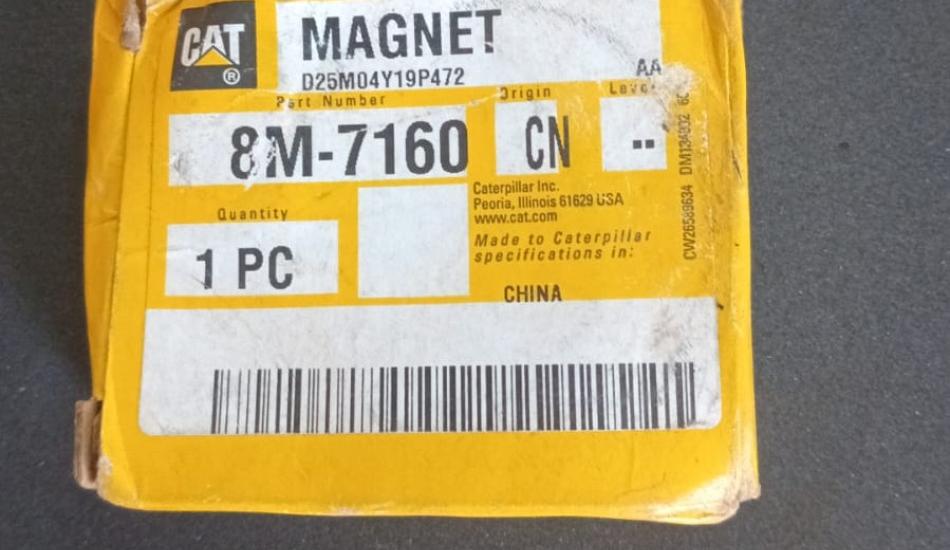 CAT
®
MAGNET
D25M04Y19P472
AA
Part Number
Origin
Level
8M-7160
CN
--
Caterpillar Inc.
Peoria, Illinois 61629 USA
www.cat.com
Quantity
1 PC
Made to Caterpillar
specifications in:
CHINA
CW26589634